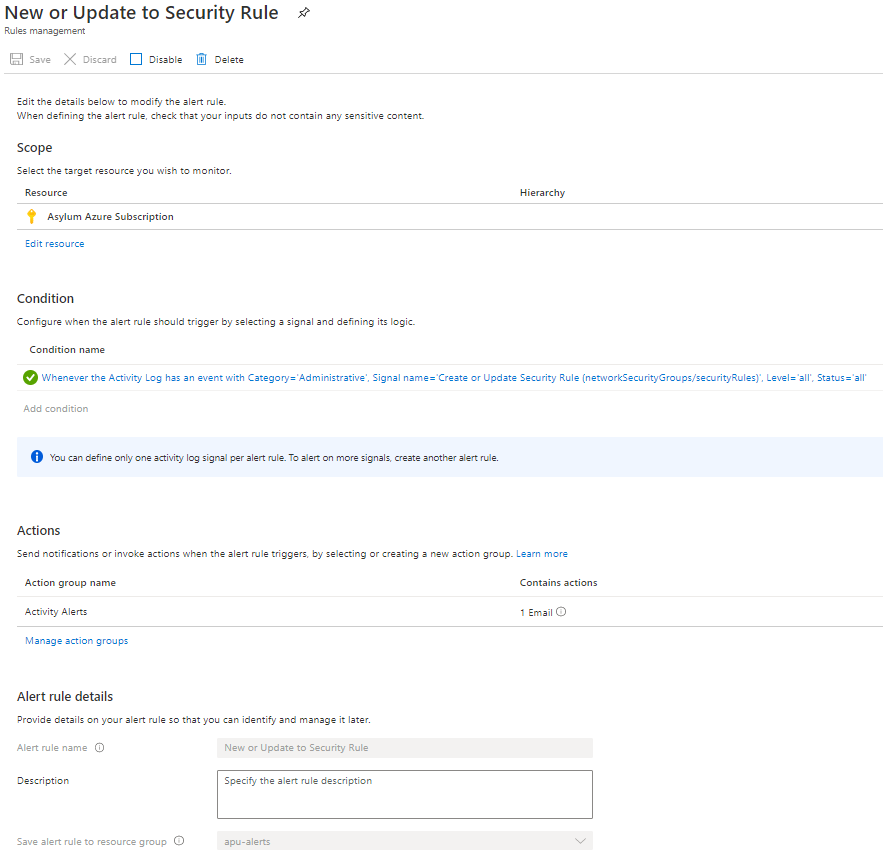 New or Update to Security Rule
Rules management
Save Discard Disable Delete
Edit the details below to modify the alert rule.
When defining the alert rule, check that your inputs do not contain any sensitive content.
Scope
Select the target resource you wish to monitor.
Resource Hierarchy
Asylum Azure Subscription
Edit resource
Condition
Configure when the alert rule should trigger by selecting a signal and defining its logic.
Condition name
Whenever the Activity Log has an event with Category='Administrative', Signal name='Create or Update Security Rule (networkSecurityGroups/securityRules)', Level='all', Status='all'
Add condition
You can define only one activity log signal per alert rule. To alert on more signals, create another alert rule.
Actions
Send notifications or invoke actions when the alert rule triggers, by selecting or creating a new action group. Learn more
Action group name Contains actions
Activity Alerts 1 Email
Manage action groups
Alert rule details
Provide details on your alert rule so that you can identify and manage it later.
Alert rule name New or Update to Security Rule
Description Specify the alert rule description
Save alert rule to resource group apu-alerts